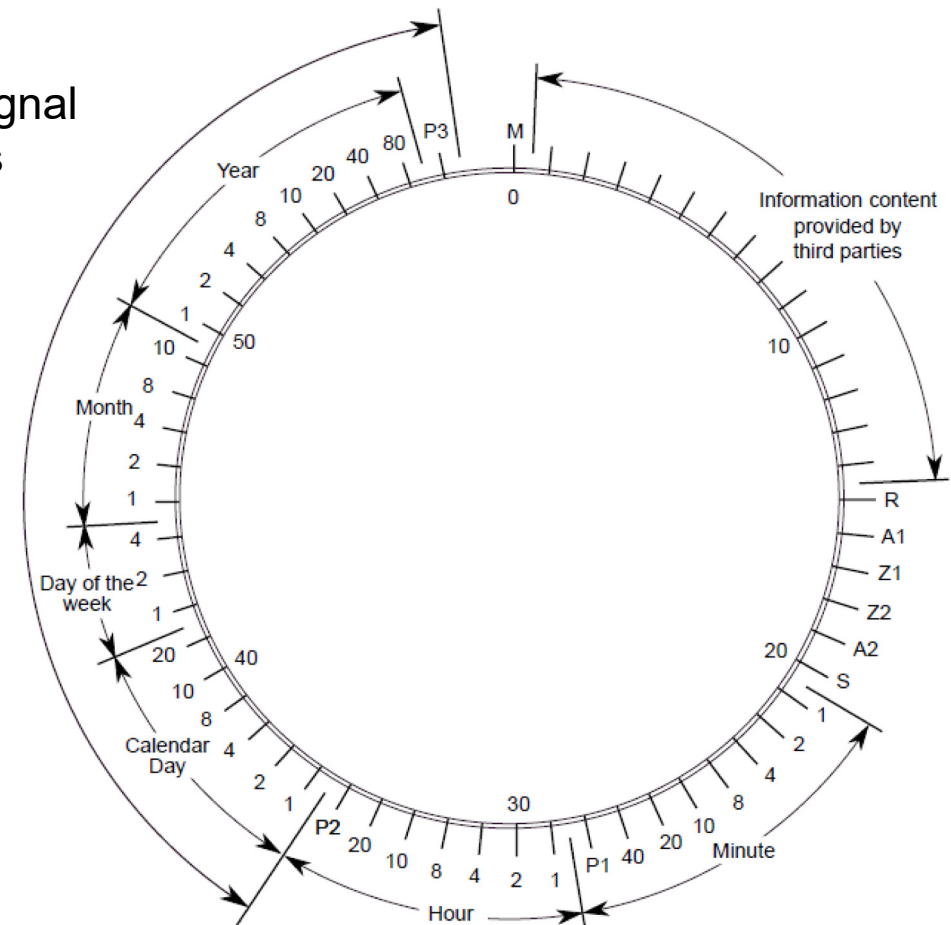 gnal
s
M
0
Information content
provided by
third parties
10
R
A1
Z1
Z2
A2
20
S
1
2
4
8
10
20
40
Minute
P1
30
1
2
4
8
10
20
Hour
P2
1
2
4
8
10
20
Calendar
Day
40
1
2
4
Day of the
week
1
2
4
8
10
Month
50
1
2
4
8
10
20
40
80
Year
P3